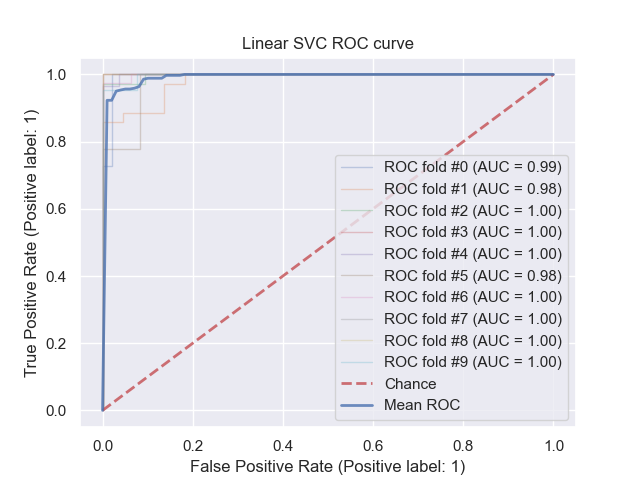 Linear SVC ROC curve
True Positive Rate (Positive label: 1)
1.0
0.8
0.6
0.4
0.2
0.0
ROC fold #0 (AUC = 0.99)
ROC fold #1 (AUC = 0.98)
ROC fold #2 (AUC = 1.00)
ROC fold #3 (AUC = 1.00)
ROC fold #4 (AUC = 1.00)
ROC fold #5 (AUC = 0.98)
ROC fold #6 (AUC = 1.00)
ROC fold #7 (AUC = 1.00)
ROC fold #8 (AUC = 1.00)
ROC fold #9 (AUC = 1.00)
Chance
Mean ROC
0.0 0.2 0.4 0.6 0.8 1.0
False Positive Rate (Positive label: 1)